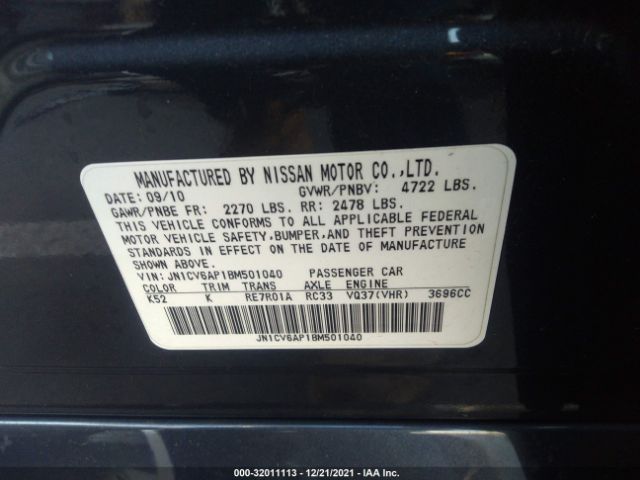 MANUFACTURED BY NISSAN MOTOR CO.,LTD.
DATE: 09/10 GVWR/PNBV: 4722 LBS.
GAWR/PNBE FR: 2270 LBS. RR: 2478 LBS.
THIS VEHICLE CONFORMS TO ALL APPLICABLE FEDERAL
MOTOR VEHICLE SAFETY,BUMPER,AND THEFT PREVENTION
STANDARDS IN EFFECT ON THE DATE OF MANUFACTURE
SHOWN ABOVE.
VIN: JN1CV6AP1BM501040 PASSENGER CAR
COLOR TRIM TRANS AXLE ENGINE
K52 K RE7R01A RC33 VQ37(VHR) 3696CC
JN1CV6AP1BM501040
000-32011113 - 12/21/2021 - IAA Inc.